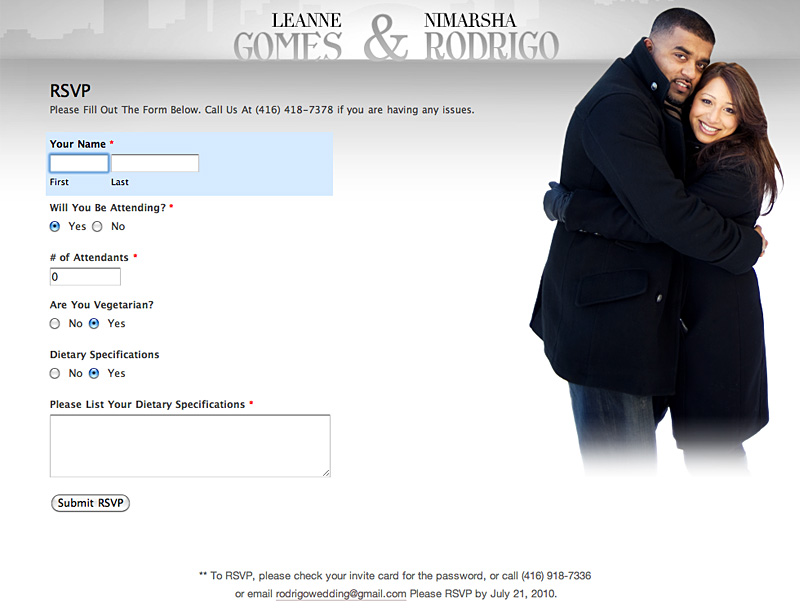 LEANNE NIMARSHA
GOMES & RODRIGO
RSVP
Please Fill Out The Form Below. Call Us At (416) 418-7378 if you are having any issues.
Your Name *
First Last
Will You Be Attending? *
Yes No
# of Attendants *
0
Are You Vegetarian?
No Yes
Dietary Specifications
No Yes
Please List Your Dietary Specifications *
Submit RSVP
** To RSVP, please check your invite card for the password, or call (416) 918-7336
or email rodrigowedding@gmail.com Please RSVP by July 21, 2010.